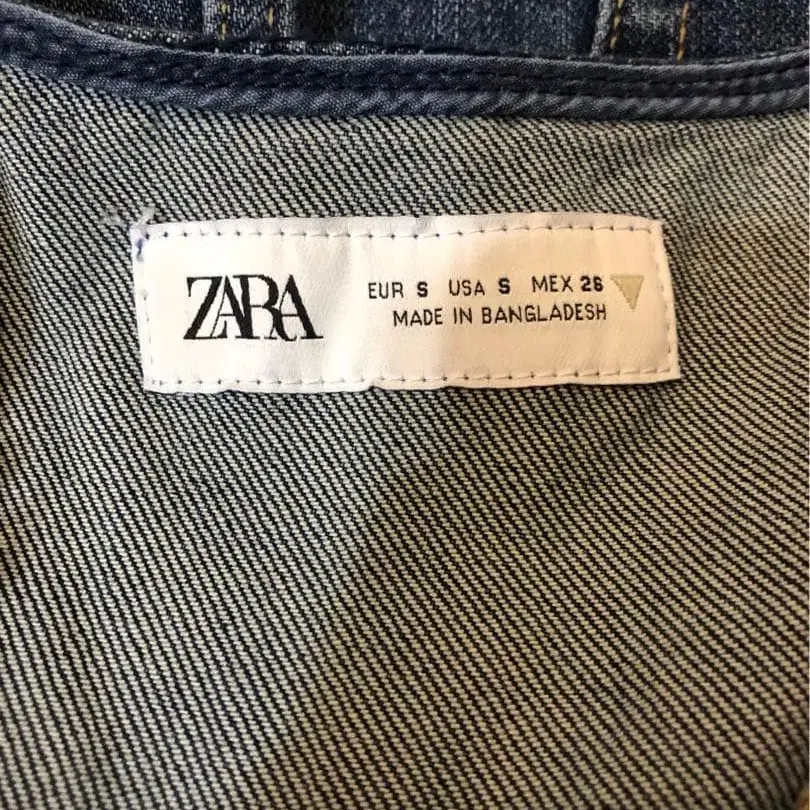 ZARA
EUR S USA S MEX 26
MADE IN BANGLADESH